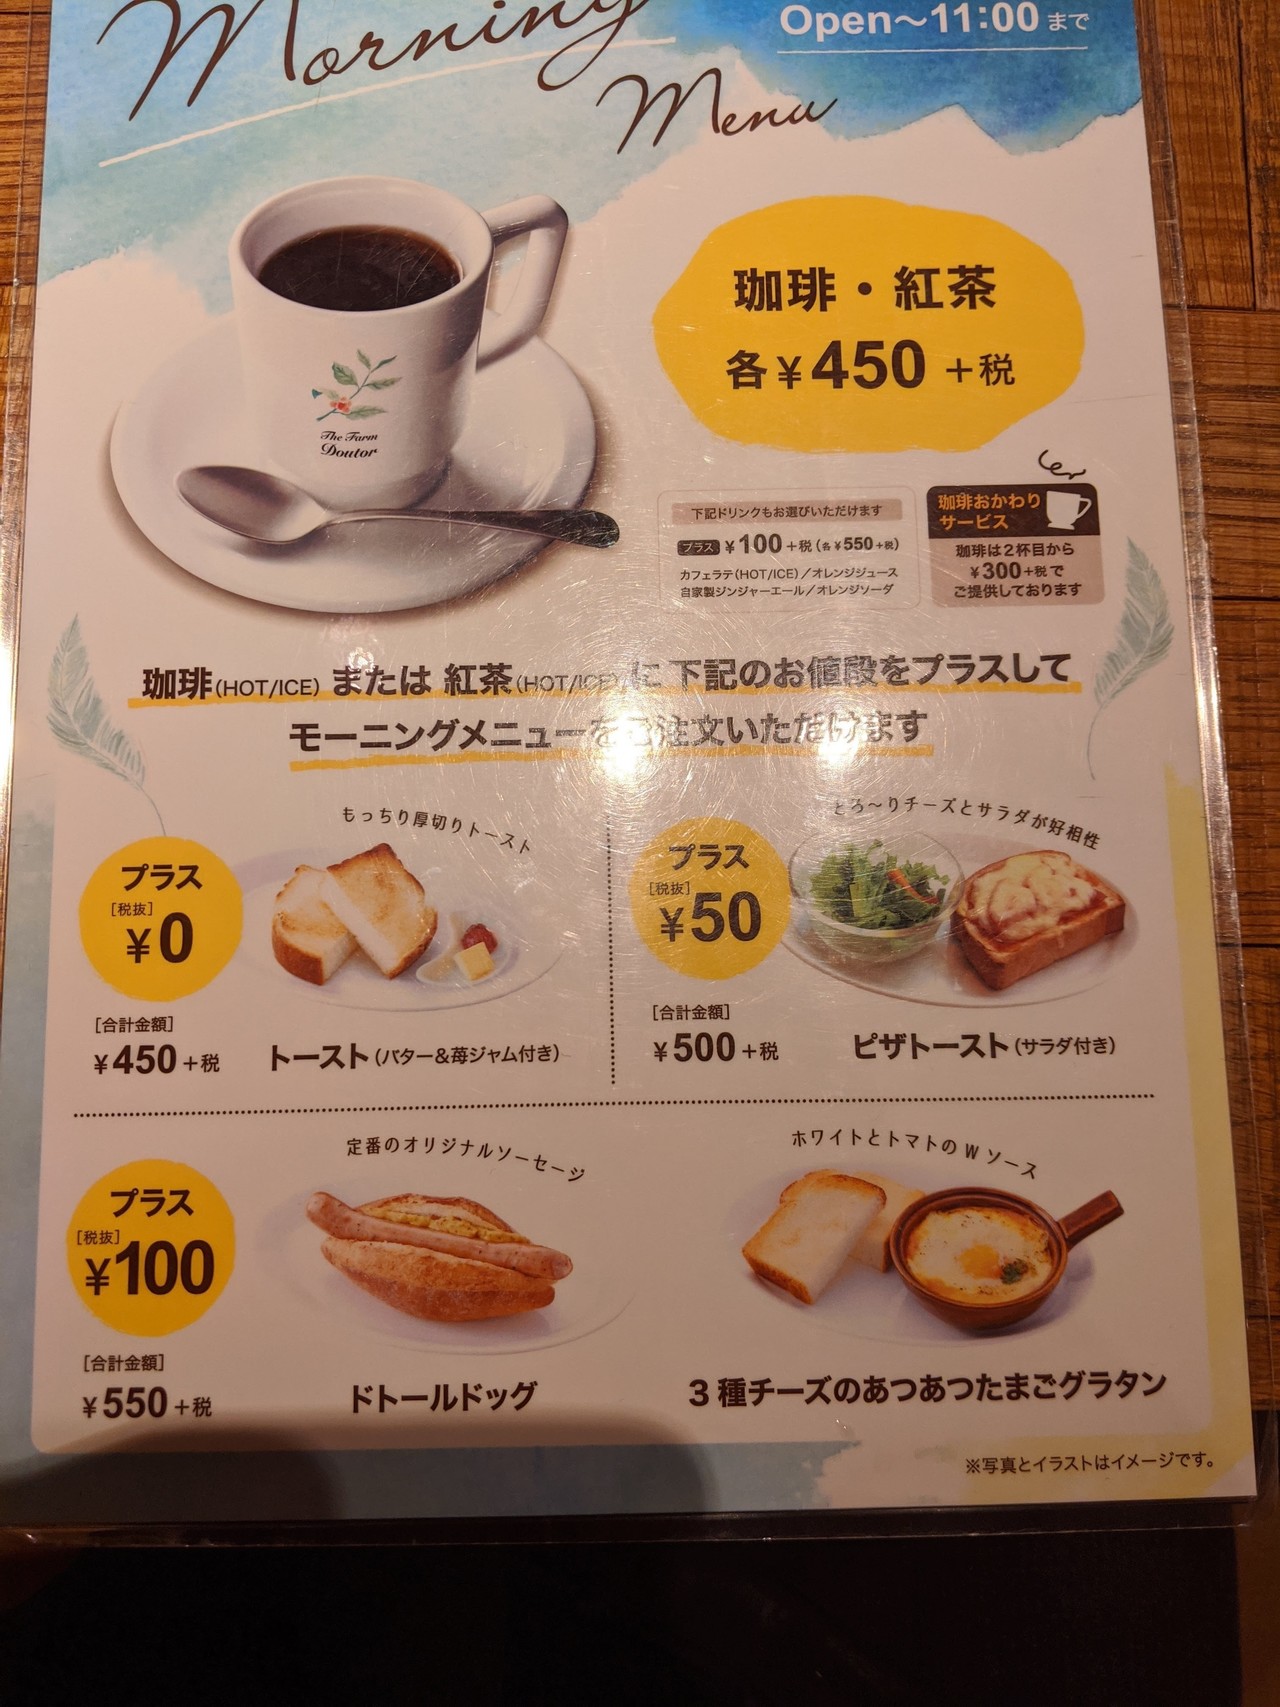 Morning
Menu
Open～11:00 まで
The Farm
Doutor
珈琲・紅茶
各￥450 ＋税
下記ドリンクもお選びいただけます
プラス ￥100＋税（各￥550＋税）
カフェラテ（HOT/ICE）／オレンジジュース
自家製ジンジャーエール／オレンジソーダ
珈琲おかわり
サービス
珈琲は2杯目から
￥300＋税で
ご提供しております
珈琲（HOT/ICE） または 紅茶（HOT/ICE） に 下記のお値段をプラスして
モーニングメニューをご注文いただけます
もっちり厚切りトースト
プラス
［税抜］
￥0
［合計金額］
￥450＋税
トースト（バター&苺ジャム付き）
とろ～りチーズとサラダが好相性
プラス
［税抜］
￥50
［合計金額］
￥500＋税
ピザトースト（サラダ付き）
プラス
［税抜］
￥100
［合計金額］
￥550＋税
定番のオリジナルソーセージ
ドトールドッグ
ホワイトとトマトのWソース
3種チーズのあつあつたまごグラタン
※写真とイラストはイメージです。